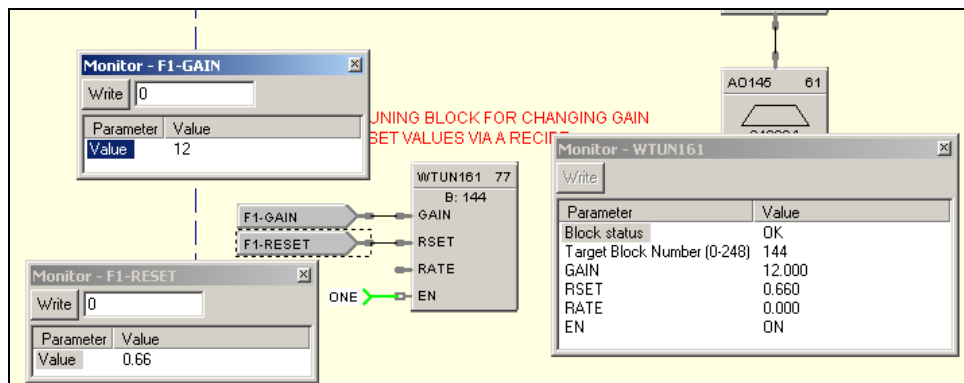 Monitor - F1-GAIN
Write 0
Parameter Value
Value 12
UNING BLOCK FOR CHANGING GAIN
SET VALUES VIA A RECIPE
AO145 61
WTUN161 77
B: 144
F1-GAIN GAIN
F1-RESET RSET
RATE
ONE EN
Monitor - F1-RESET
Write 0
Parameter Value
Value 0.66
Monitor - WTUN161
Write
Parameter Value
Block status OK
Target Block Number (0-248) 144
GAIN 12.000
RSET 0.660
RATE 0.000
EN ON